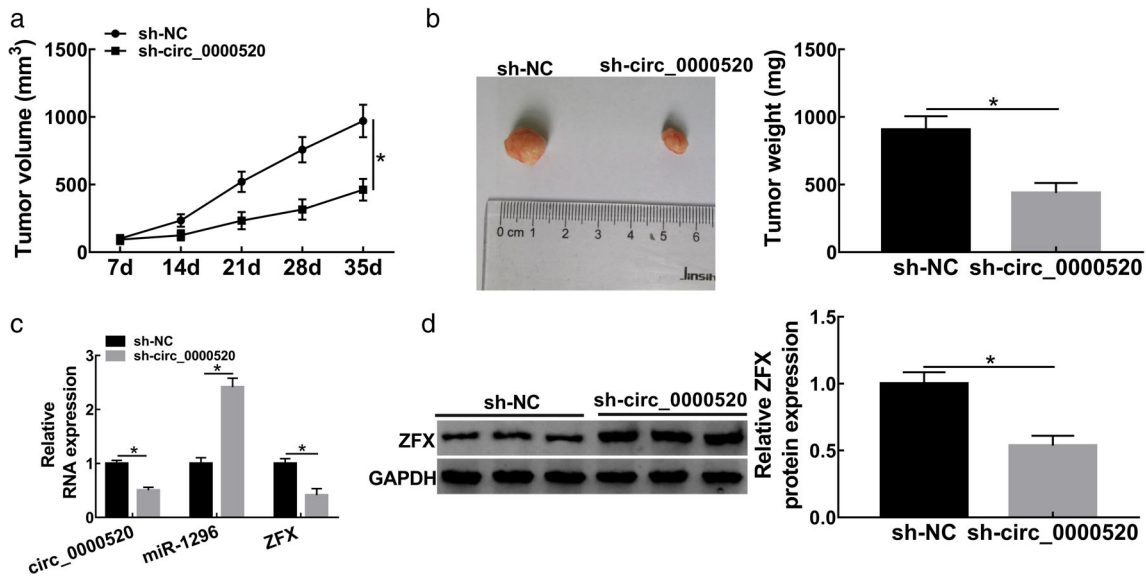 a
sh-NC
sh-circ_0000520
Tumor volume (mm³)
1500
1000
500
0
7d 14d 21d 28d 35d
*
b
sh-NC sh-circ_0000520
0 cm 1 2 3 4 5 6
Jinsih
Tumor weight (mg)
1500
1000
500
0
*
sh-NC sh-circ_0000520
c
sh-NC
sh-circ_0000520
Relative
RNA expression
3
2
1
0
* * *
circ_0000520 miR-1296 ZFX
d
sh-NC sh-circ_0000520
ZFX
GAPDH
Relative ZFX
protein expression
1.5
1.0
0.5
0.0
*
sh-NC sh-circ_0000520